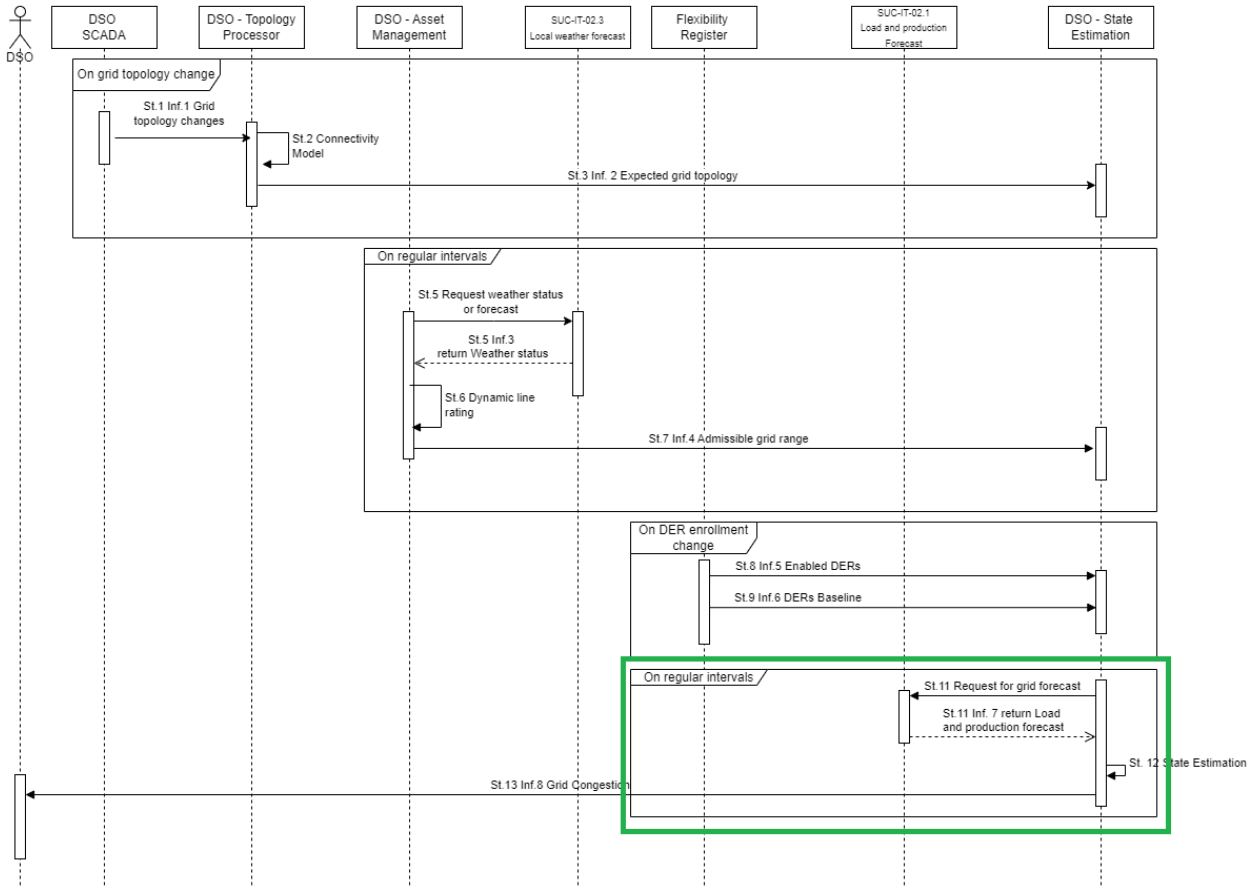 DSO
DSO
SCADA
DSO - Topology
Processor
DSO - Asset
Management
SUC-IT-02.3
Local weather forecast
Flexibility
Register
SUC-IT-02.1
Load and production
Forecast
DSO - State
Estimation
On grid topology change
St.1 Inf.1 Grid
topology changes
St.2 Connectivity
Model
St.3 Inf. 2 Expected grid topology
On regular intervals
St.5 Request weather status
or forecast
St.5 Inf.3
return Weather status
St.6 Dynamic line
rating
St.7 Inf.4 Admissible grid range
On DER enrollment
change
St.8 Inf.5 Enabled DERs
St.9 Inf.6 DERs Baseline
On regular intervals
St.11 Request for grid forecast
St.11 Inf. 7 return Load
and production forecast
St. 12 State Estimation
St.13 Inf.8 Grid Congestion